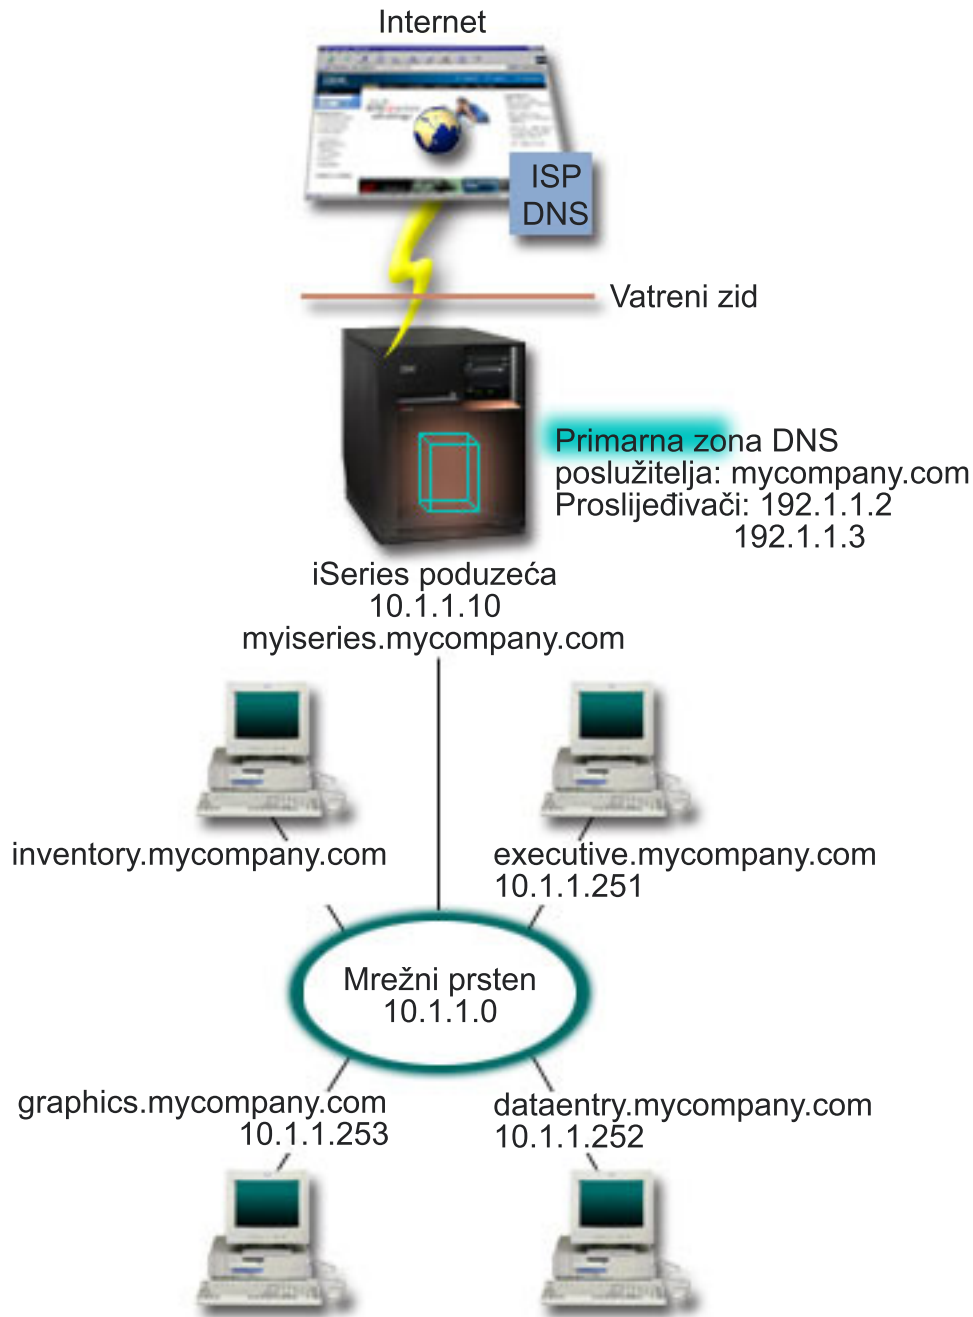 Internet
ISP
DNS
Vatreni zid
Primarna zona DNS
poslužitelja: mycompany.com
Proslijeđivači: 192.1.1.2
192.1.1.3
iSeries poduzeća
10.1.1.10
myiseries.mycompany.com
inventory.mycompany.com
executive.mycompany.com
10.1.1.251
Mrežni prsten
10.1.1.0
graphics.mycompany.com
10.1.1.253
dataentry.mycompany.com
10.1.1.252